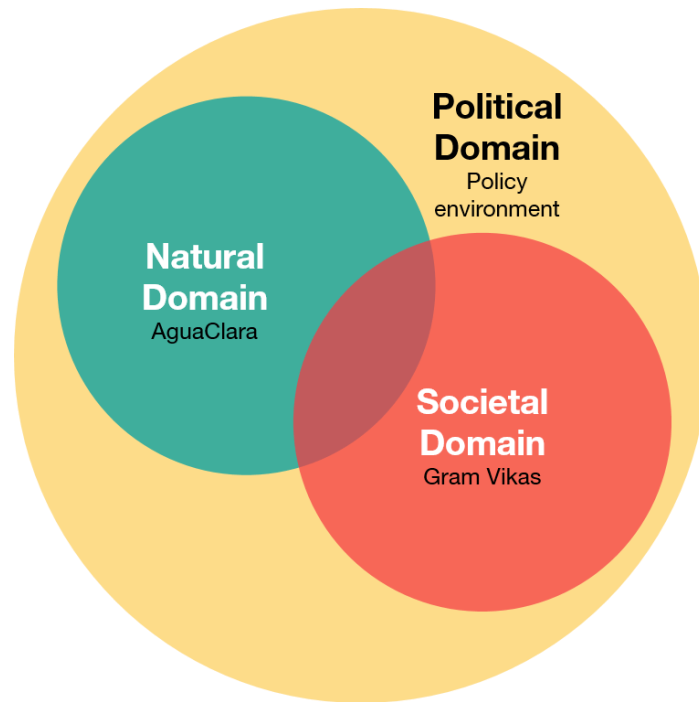 Political
Domain
Policy
environment
Natural
Domain
AguaClara
Societal
Domain
Gram Vikas